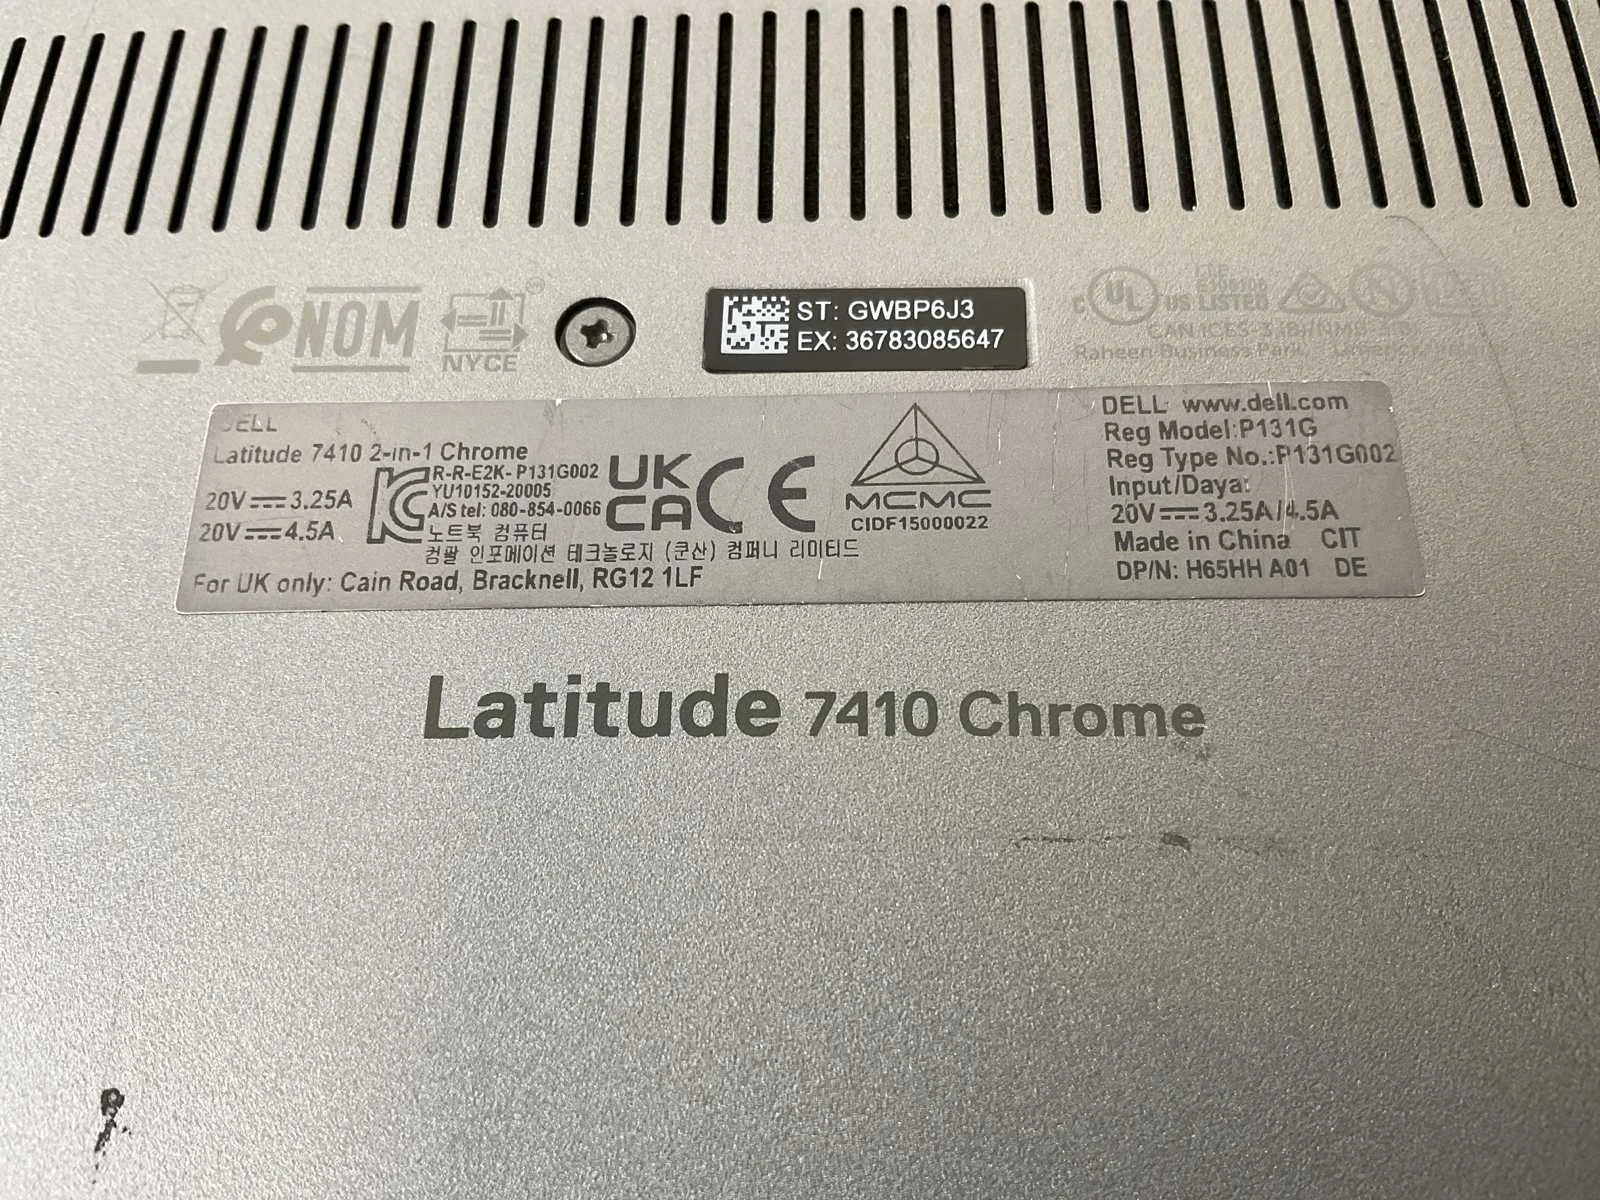 NOM
NYCE
ST: GWBP6J3
EX: 36783085647
C UL US LISTED
Raheen Business Park
DELL
Latitude 7410 2-in-1 Chrome
20V 3.25A
20V 4.5A
R-R-E2K-P131G002
YU10152-20005
A/S tel: 080-854-0066
노트북 컴퓨터
컴팔 인포메이션 테크놀로지 (쿤산) 컴퍼니 리미티드
For UK only: Cain Road, Bracknell, RG12 1LF
UK
CA
CE
MCMC
CIDF15000022
DELL www.dell.com
Reg Model:P131G
Reg Type No.:P131G002
Input/Daya:
20V 3.25A/4.5A
Made in China CIT
DP/N: H65HH A01 DE
Latitude 7410 Chrome